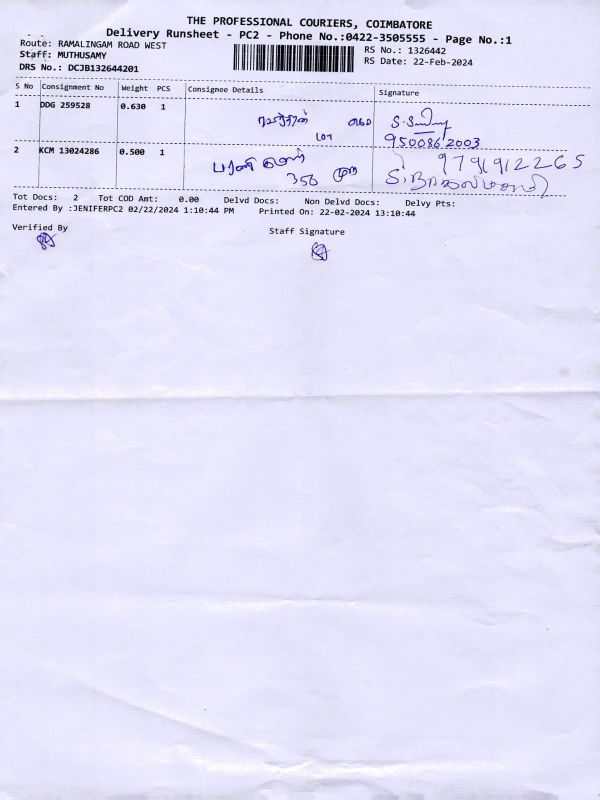 THE PROFESSIONAL COURIERS, COIMBATORE
Delivery Runsheet - PC2 - Phone No.:0422-3505555 - Page No.:1
Route: RAMALINGAM ROAD WEST
RS No.: 1326442
Staff: MUTHUSAMY
RS Date: 22-Feb-2024
DRS No.: DCJB132644201
S No Consignment No Weight PCS Consignee Details Signature
1 DDG 259528 0.630 1
9500862003
2 KCM 13024286 0.500 1 பரணி 9791912265
Tot Docs: 2 Tot COD Amt: 0.00 Delvd Docs: Non Delvd Docs: Delvy Pts:
Entered By :JENIFERPC2 02/22/2024 1:10:44 PM Printed On: 22-02-2024 13:10:44
Verified By
Staff Signature